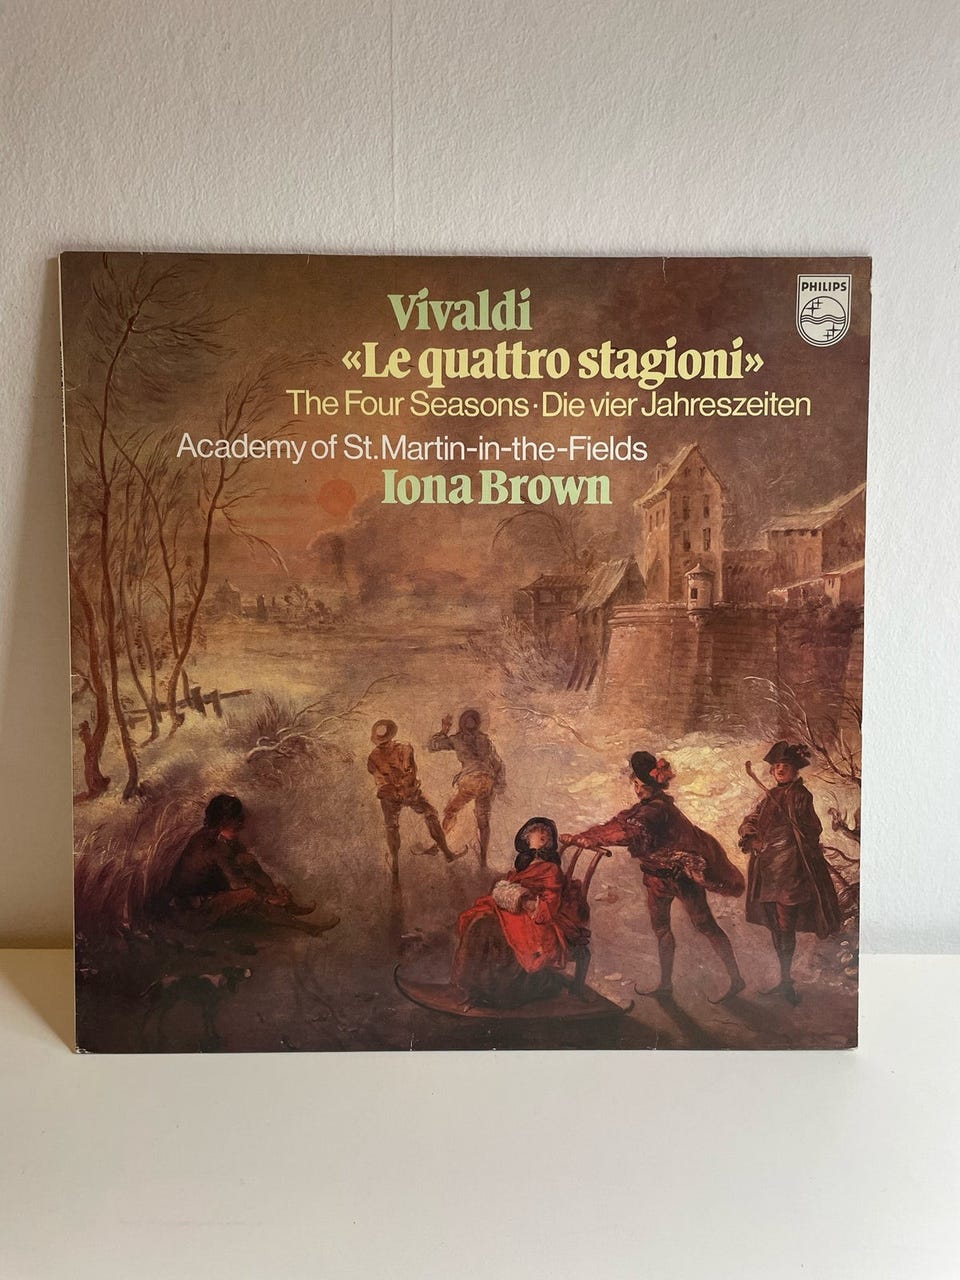 PHILIPS
Vivaldi
«Le quattro stagioni»
The Four Seasons · Die vier Jahreszeiten
Academy of St. Martin-in-the-Fields
Iona Brown